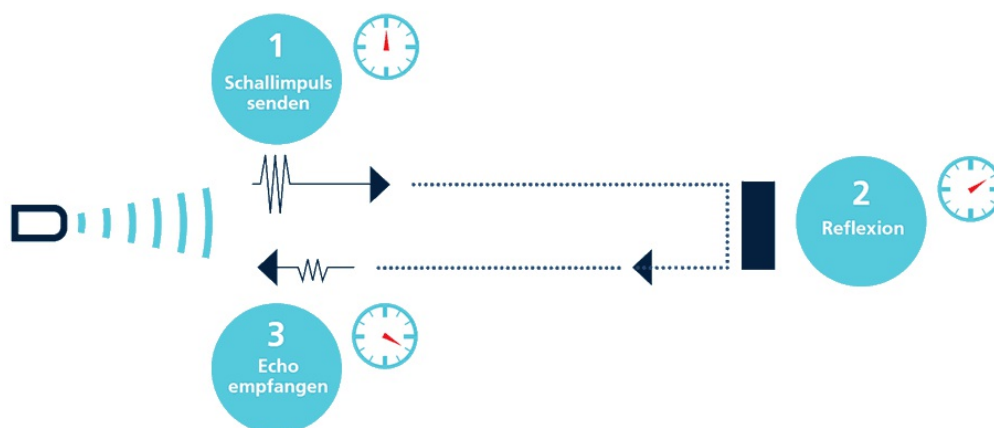 1
Schallimpuls
senden
2
Reflexion
3
Echo
empfangen